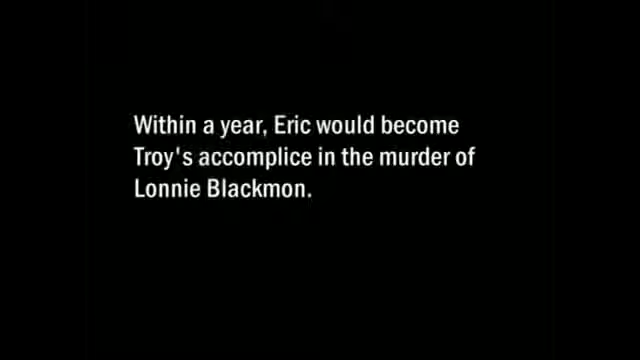 Within a year, Eric would become
Troy's accomplice in the murder of
Lonnie Blackmon.